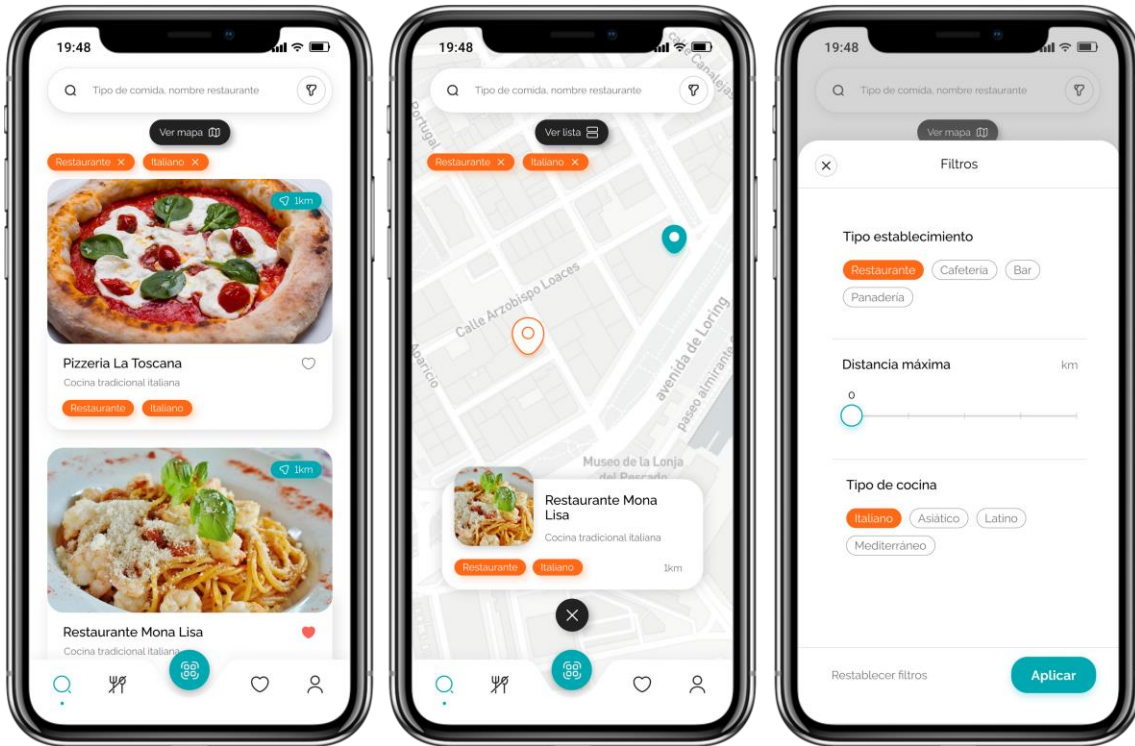 19:48
Tipo de comida, nombre restaurante
Ver mapa
Restaurante × Italiano ×
1km
Pizzeria La Toscana
Cocina tradicional italiana
Restaurante Italiano
1km
Restaurante Mona Lisa
Cocina tradicional italiana
19:48
calle Canalejas
Tipo de comida, nombre restaurante
Portugal
Ver lista
Restaurante × Italiano ×
Calle Arzobispo Loaces
Aparicio
avenida de Loring
paseo almirante
Museo de la Lonja
del Pescado
Restaurante Mona
Lisa
Cocina tradicional italiana
Restaurante Italiano 1km
19:48
Tipo de comida, nombre restaurante
Ver mapa
Filtros
Tipo establecimiento
Restaurante Cafetería Bar
Panadería
Distancia máxima km
0
Tipo de cocina
Italiano Asiático Latino
Mediterráneo
Restablecer filtros Aplicar